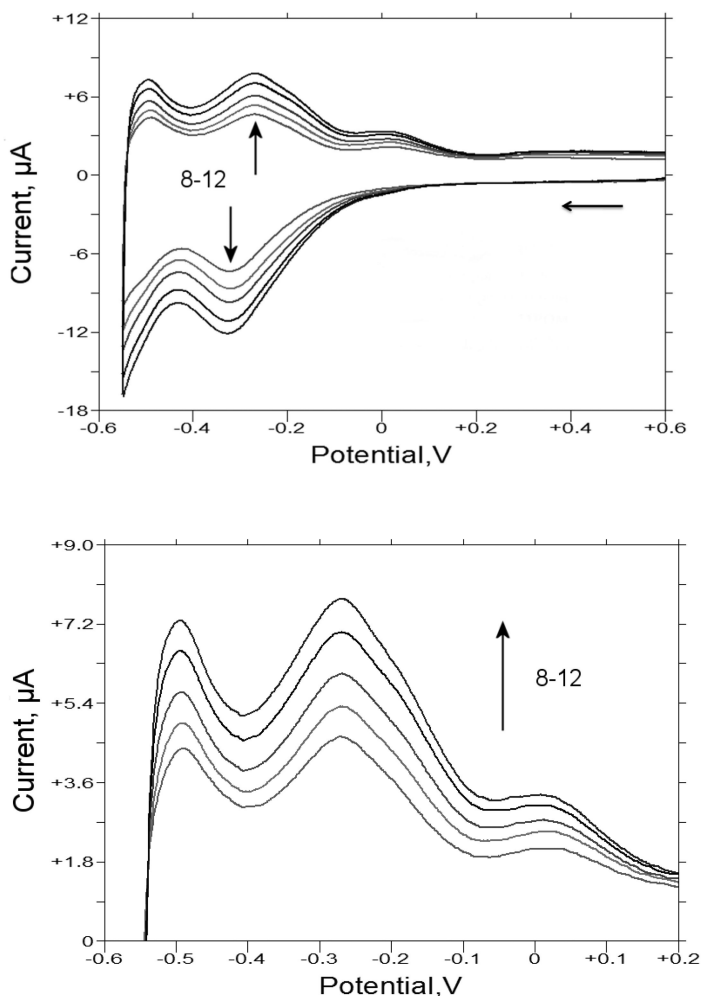 +12
+6
0
-6
-12
-18
Current, µA
8-12
-0.6 -0.4 -0.2 0 +0.2 +0.4 +0.6
Potential,V
+9.0
+7.2
+5.4
+3.6
+1.8
0
Current, µA
8-12
-0.6 -0.5 -0.4 -0.3 -0.2 -0.1 0 +0.1 +0.2
Potential,V